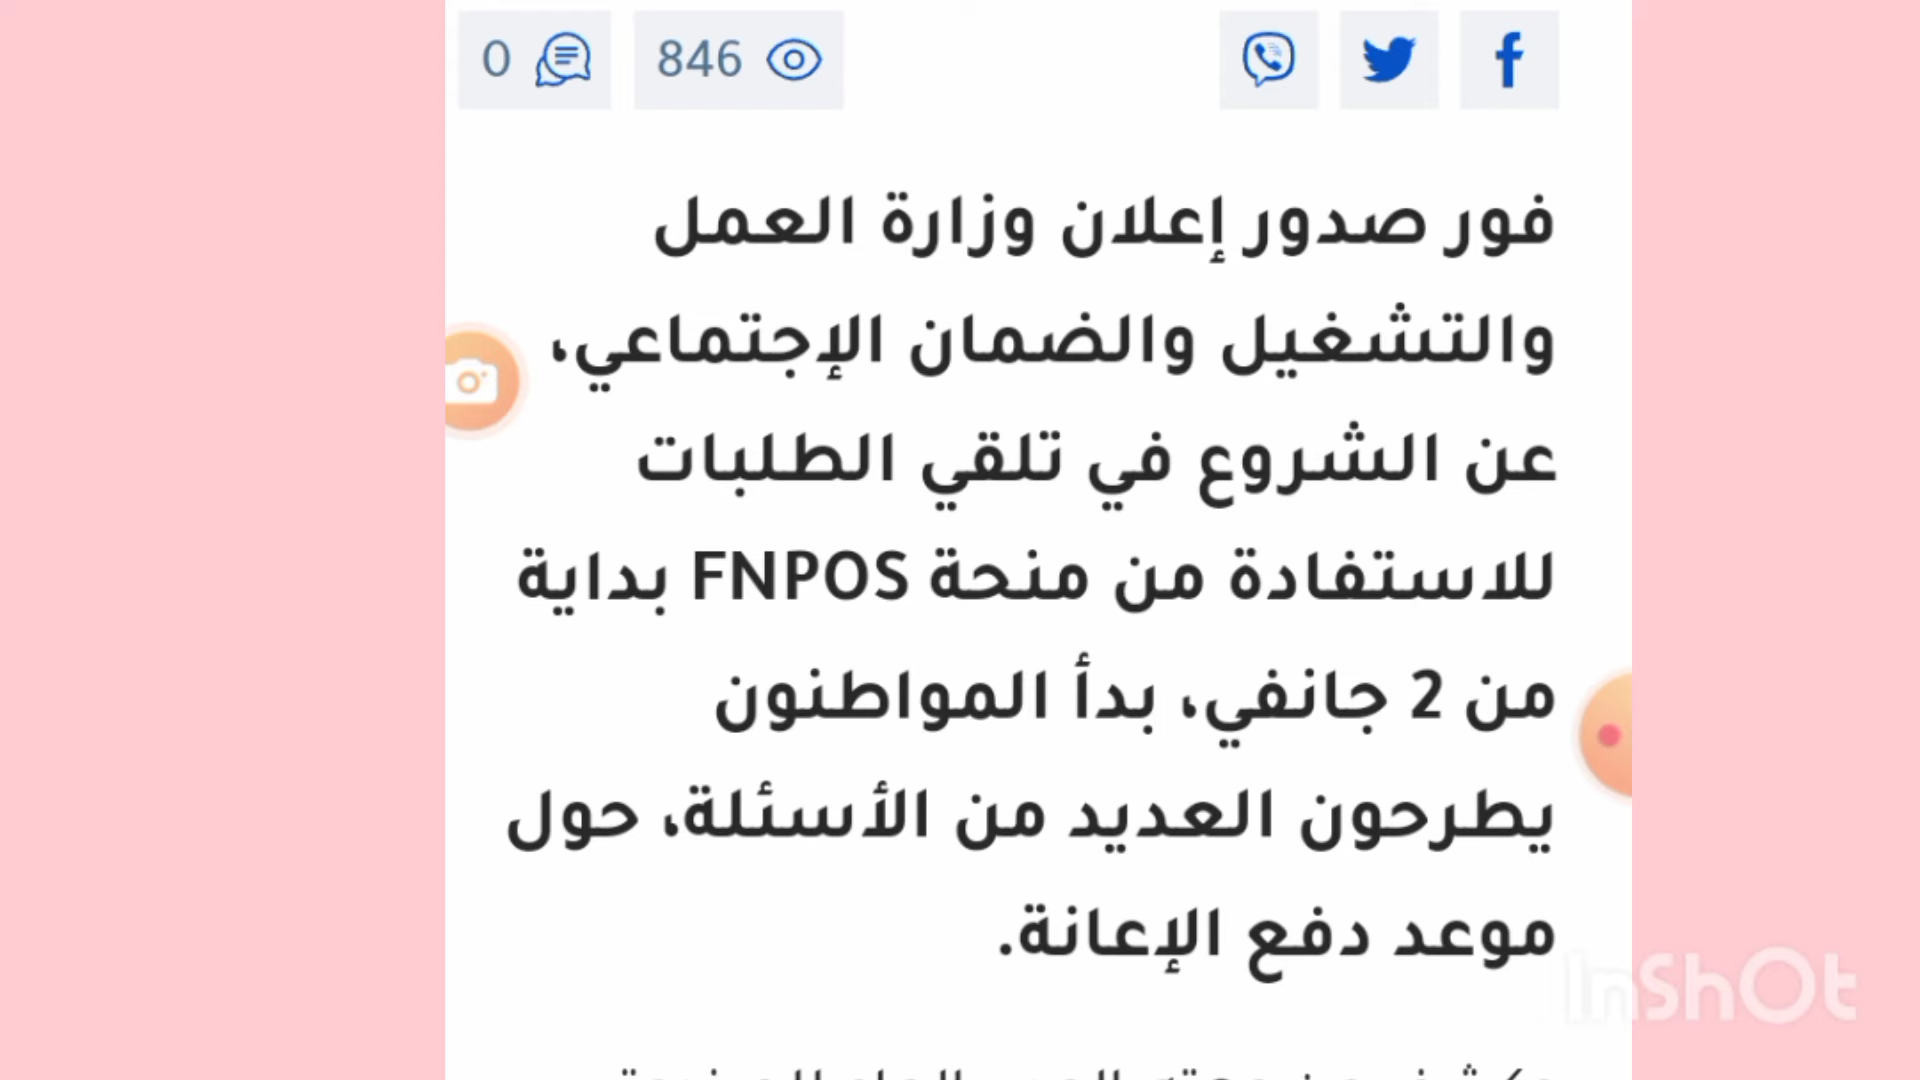 0 846
فور صدور إعلان وزارة العمل
والتشغيل والضمان الإجتماعي،
عن الشروع في تلقي الطلبات
للاستفادة من منحة FNPOS بداية
من 2 جانفي، بدأ المواطنون
يطرحون العديد من الأسئلة، حول
موعد دفع الإعانة.
InShOt